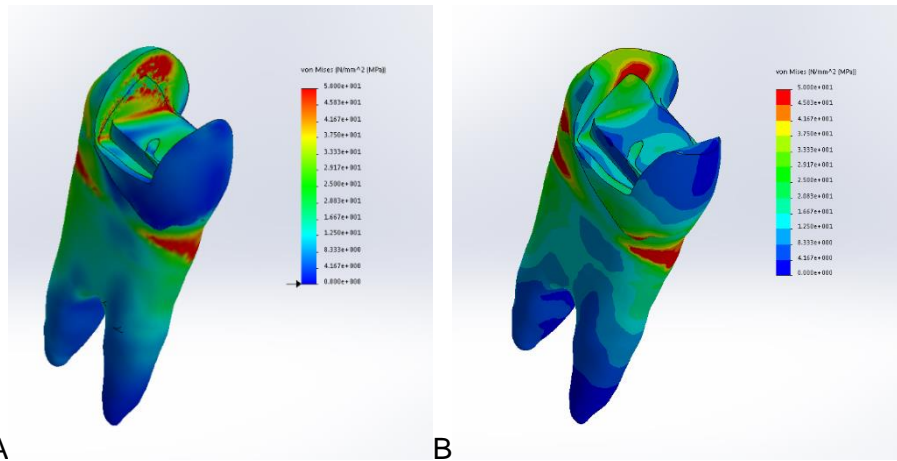 von Mises (N/mm^2 (MPa))
5.000e+001
4.583e+001
4.167e+001
3.750e+001
3.333e+001
2.917e+001
2.500e+001
2.083e+001
1.667e+001
1.250e+001
8.333e+000
4.167e+000
0.000e+000
A
von Mises (N/mm^2 (MPa))
5.000e+001
4.583e+001
4.167e+001
3.750e+001
3.333e+001
2.917e+001
2.500e+001
2.083e+001
1.667e+001
1.250e+001
8.333e+000
4.167e+000
0.000e+000
B